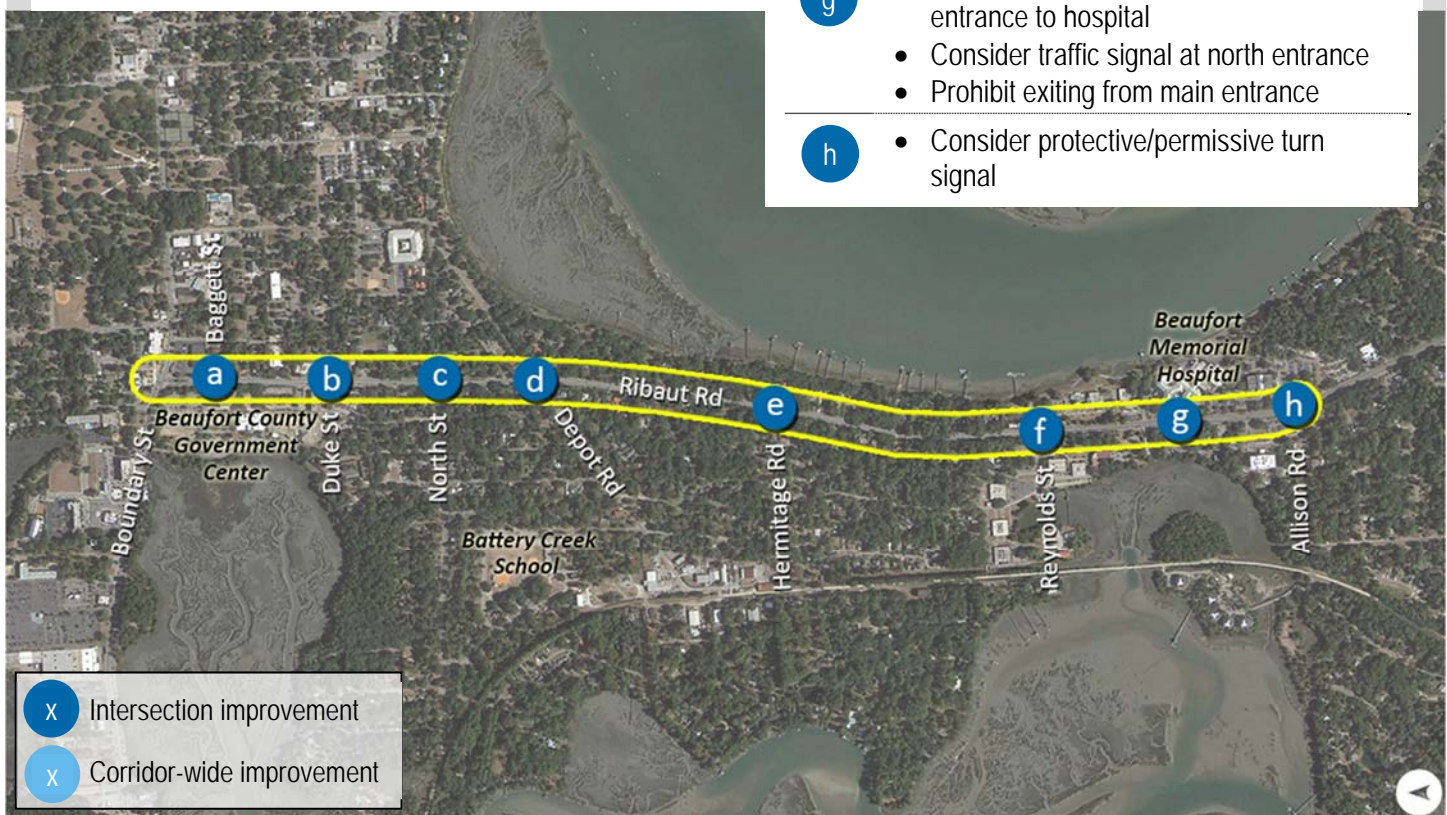 g
entrance to hospital
• Consider traffic signal at north entrance
• Prohibit exiting from main entrance
h
• Consider protective/permissive turn
signal
Baggett St
Beaufort
Memorial
Hospital
a
b
c
d
Ribaut Rd
e
f
g
h
Boundary St
Beaufort County
Government
Center
Duke St
North St
Depot Rd
Hermitage Rd
Reynolds St
Allison Rd
Battery Creek
School
x Intersection improvement
x Corridor-wide improvement